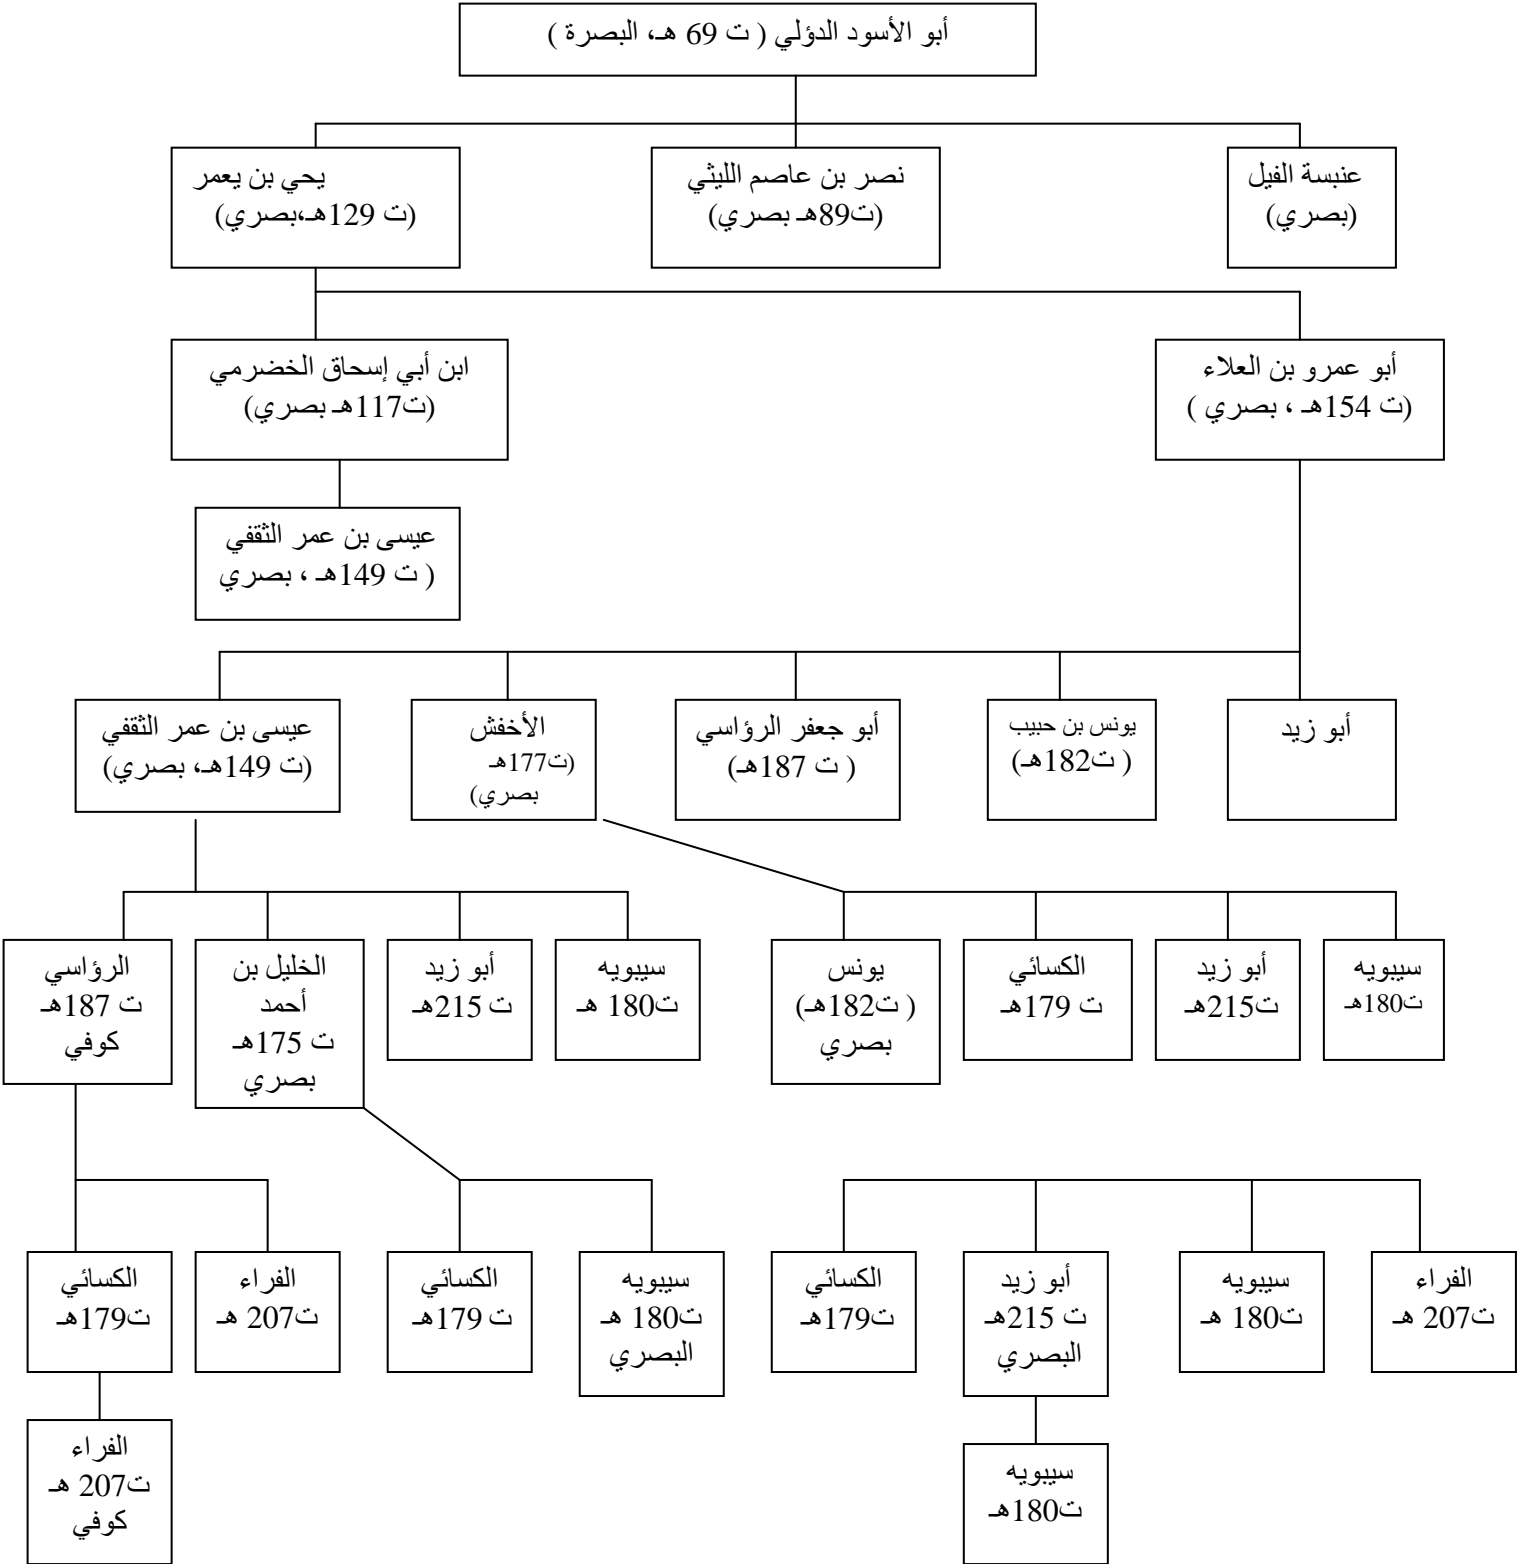 أبو الأسود الدؤلي ( ت 69 هـ، البصرة )
عنبسة الفيل
(بصري)
نصر بن عاصم الليثي
(ت89هـ بصري)
يحي بن يعمر
(ت 129هـ،بصري)
أبو عمرو بن العلاء
(ت 154هـ ، بصري )
ابن أبي إسحاق الخضرمي
(ت117هـ بصري)
عيسى بن عمر الثقفي
( ت 149هـ ، بصري
أبو زيد
يونس بن حبيب
( ت182هـ)
أبو جعفر الرؤاسي
( ت 187هـ)
الأخفش
(ت177هـ
بصري)
عيسى بن عمر الثقفي
(ت 149هـ، بصري)
سيبويه
ت180هـ
أبو زيد
ت215هـ
الكسائي
ت 179هـ
يونس
( ت182هـ)
بصري
سيبويه
ت180 هـ
أبو زيد
ت 215هـ
الخليل بن
أحمد
ت 175هـ
بصري
الرؤاسي
ت 187هـ
كوفي
الفراء
ت207 هـ
سيبويه
ت180 هـ
أبو زيد
ت 215هـ
البصري
الكسائي
ت179هـ
سيبويه
ت180 هـ
البصري
الكسائي
ت 179هـ
الفراء
ت207 هـ
الكسائي
ت179هـ
سيبويه
ت180هـ
الفراء
ت207 هـ
كوفي